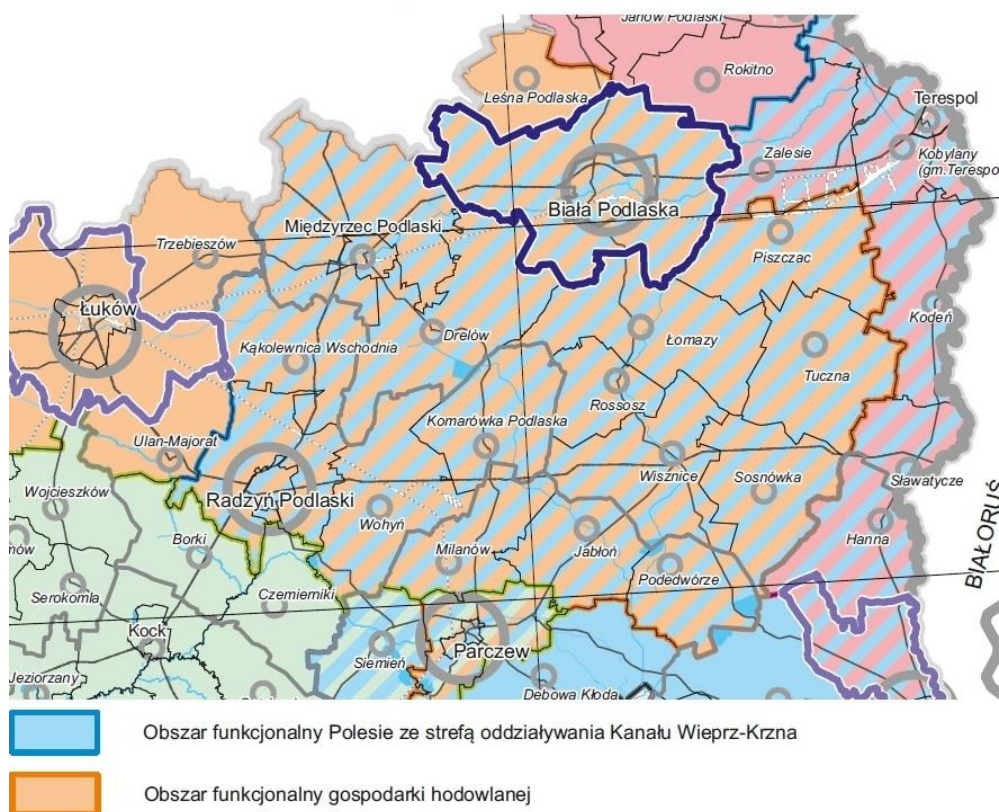 Janów Podlaski
Rokitno
Leśna Podlaska
Terespol
Zalesie
Kobylany
(gm.Terespo
Biała Podlaska
Międzyrzec Podlaski
Trzebieszów
Piszczac
Łuków
Kodeń
Drelów
Kąkolewnica Wschodnia
Łomazy
Tuczna
Rossosz
Komarówka Podlaska
Ulan-Majorat
Wisznice
Sosnówka
Sławatycze
Radzyń Podlaski
Wojcieszków
Wohyń
BIAŁORUŚ
Borki
Milanów
Jabłoń
Hanna
Podedwórze
Serokomla
Czemierniki
Kock
Siemień
Parczew
Jeziorzany
Dębowa Kłoda
Obszar funkcjonalny Polesie ze strefą oddziaływania Kanału Wieprz-Krzna
Obszar funkcjonalny gospodarki hodowlanej